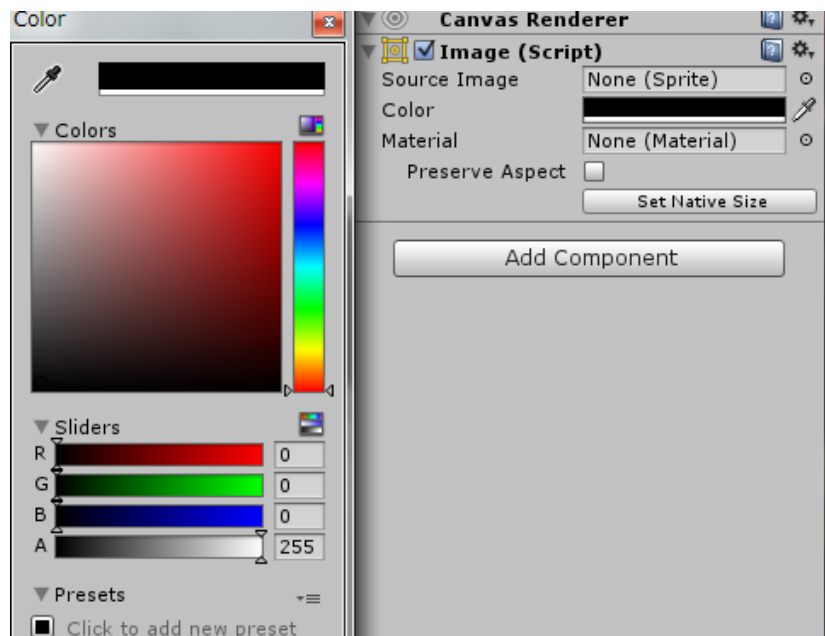 Color
Colors
Sliders
R 0
G 0
B 0
A 255
Presets
Click to add new preset
Canvas Renderer
Image (Script)
Source Image None (Sprite)
Color
Material None (Material)
Preserve Aspect
Set Native Size
Add Component